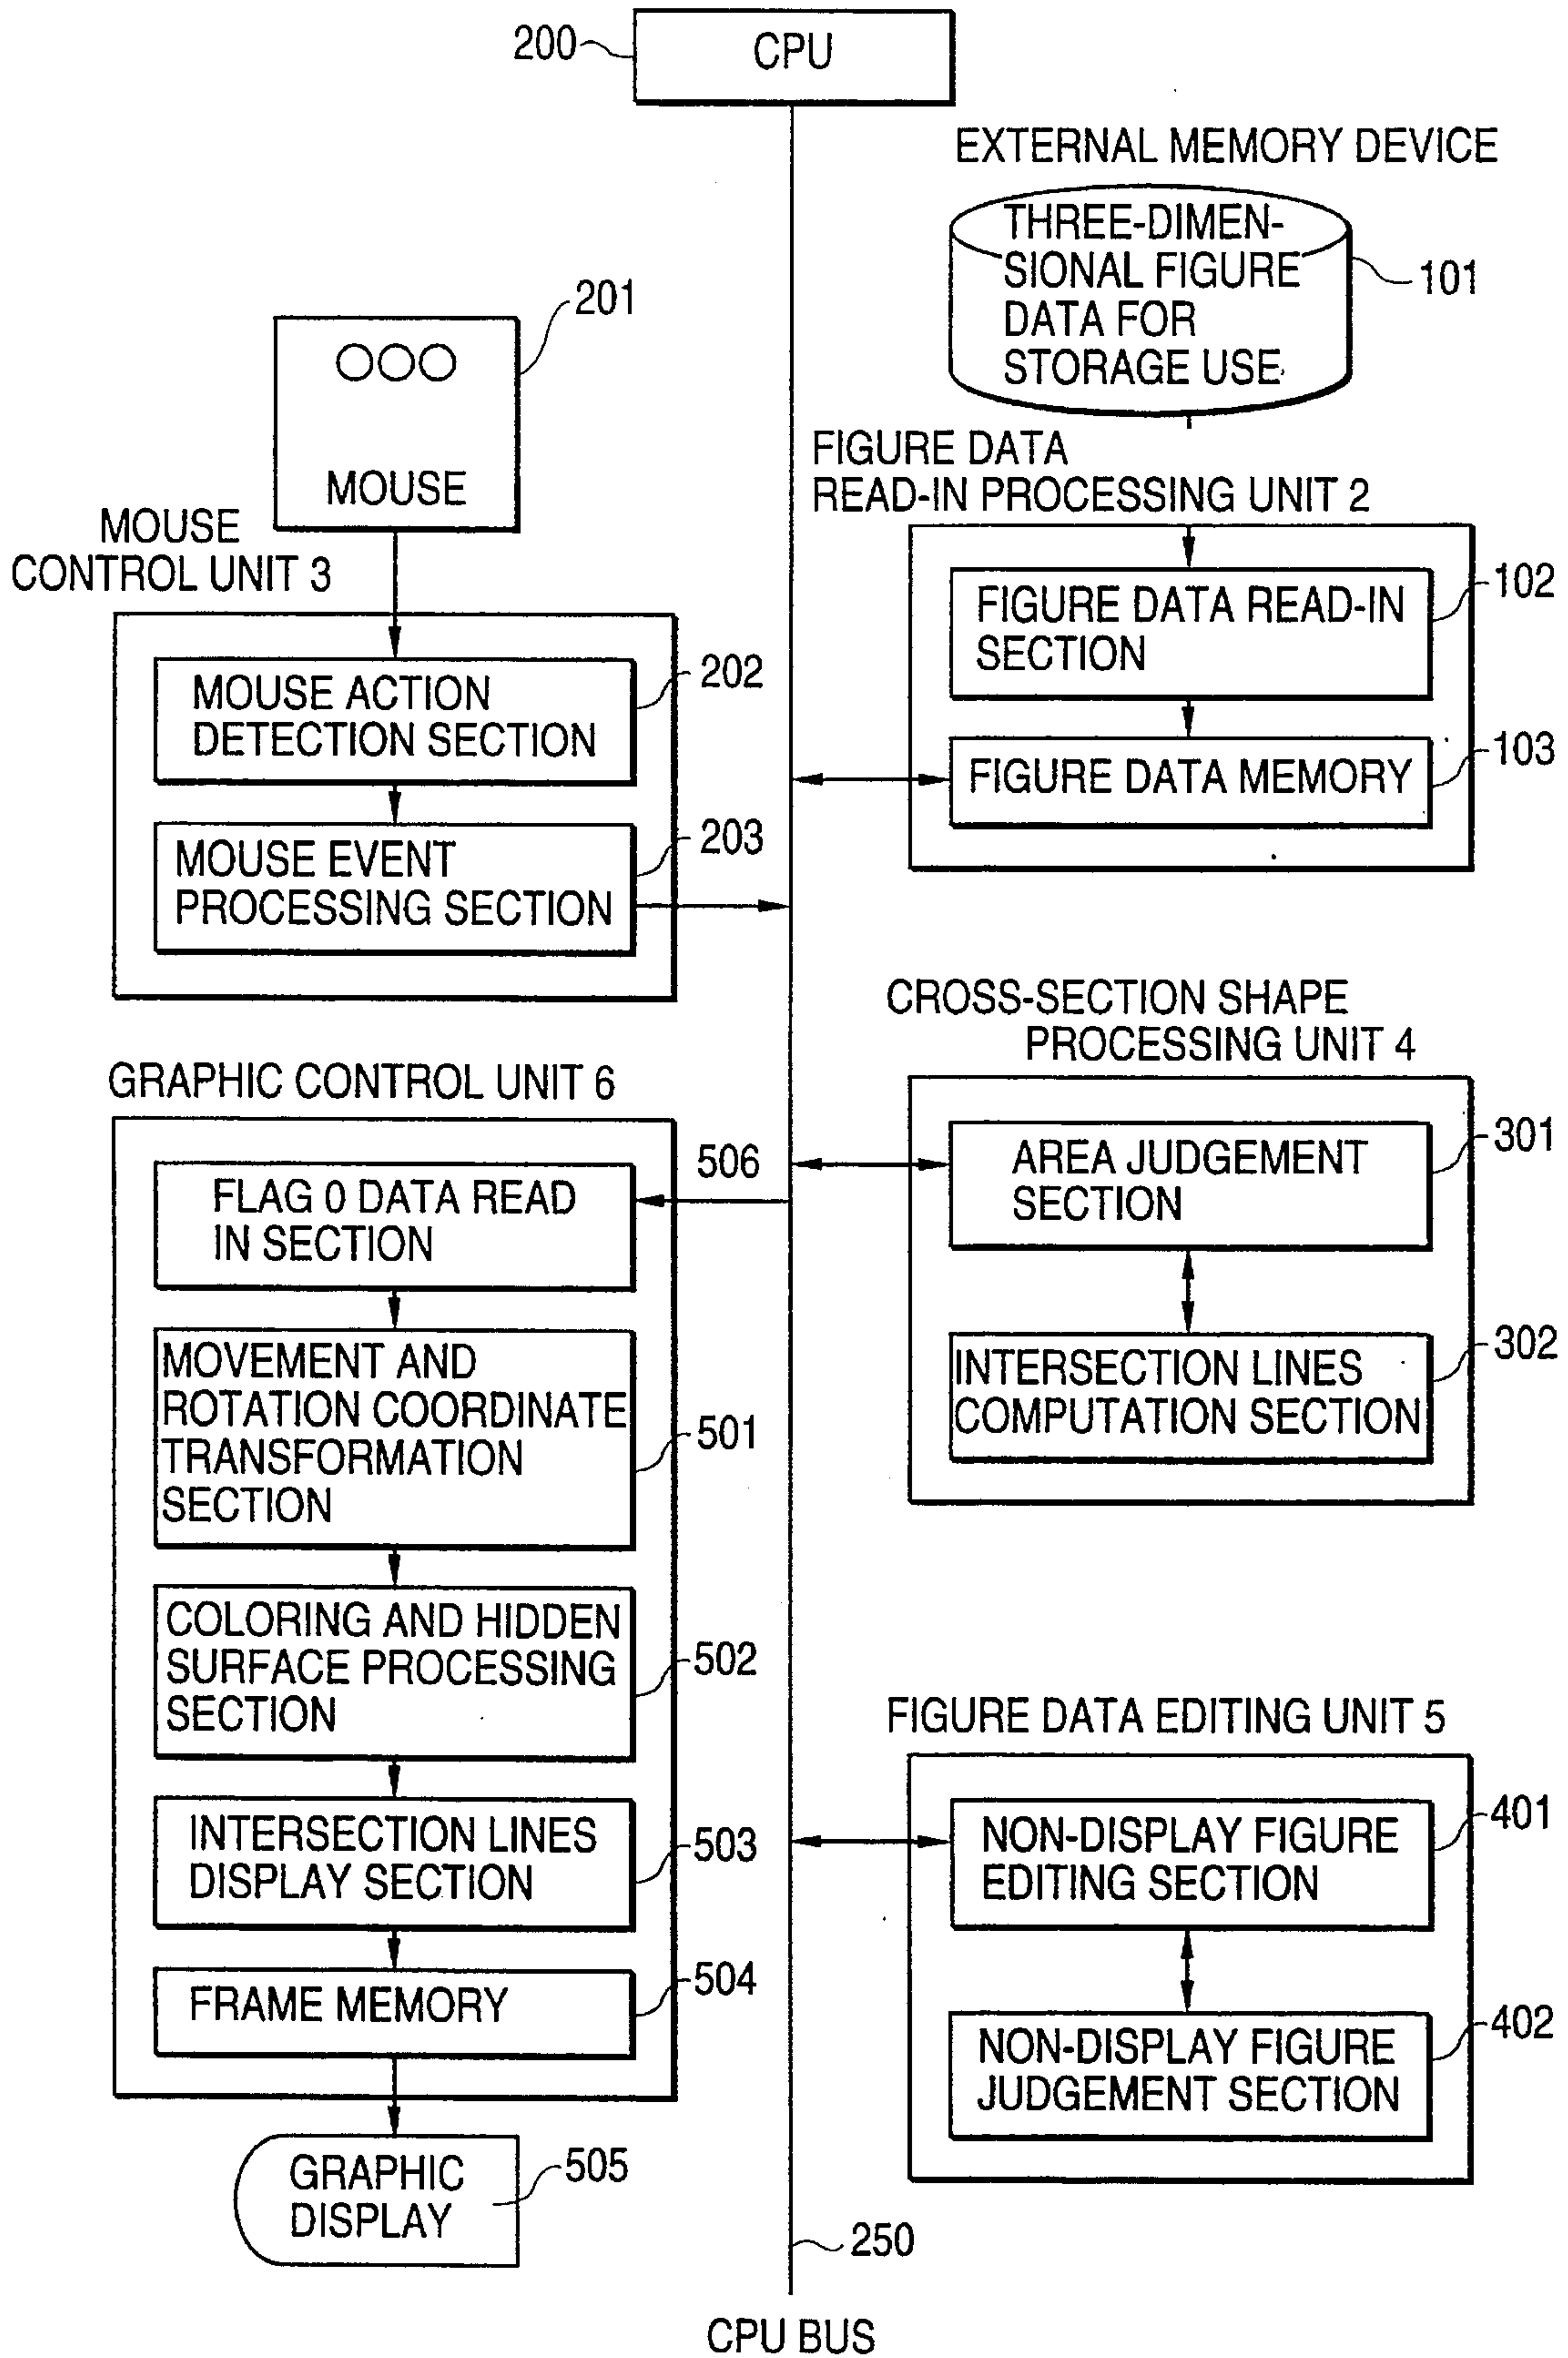 200
CPU
EXTERNAL MEMORY DEVICE
THREE-DIMEN-
SIONAL FIGURE
DATA FOR
STORAGE USE
101
201
MOUSE
MOUSE
CONTROL UNIT 3
MOUSE ACTION
DETECTION SECTION
202
MOUSE EVENT
PROCESSING SECTION
203
FIGURE DATA
READ-IN PROCESSING UNIT 2
FIGURE DATA READ-IN
SECTION
102
FIGURE DATA MEMORY
103
CROSS-SECTION SHAPE
PROCESSING UNIT 4
AREA JUDGEMENT
SECTION
301
INTERSECTION LINES
COMPUTATION SECTION
302
GRAPHIC CONTROL UNIT 6
506
FLAG 0 DATA READ
IN SECTION
MOVEMENT AND
ROTATION COORDINATE
TRANSFORMATION
SECTION
501
COLORING AND HIDDEN
SURFACE PROCESSING
SECTION
502
INTERSECTION LINES
DISPLAY SECTION
503
FRAME MEMORY
504
GRAPHIC
DISPLAY
505
FIGURE DATA EDITING UNIT 5
NON-DISPLAY FIGURE
EDITING SECTION
401
NON-DISPLAY FIGURE
JUDGEMENT SECTION
402
250
CPU BUS